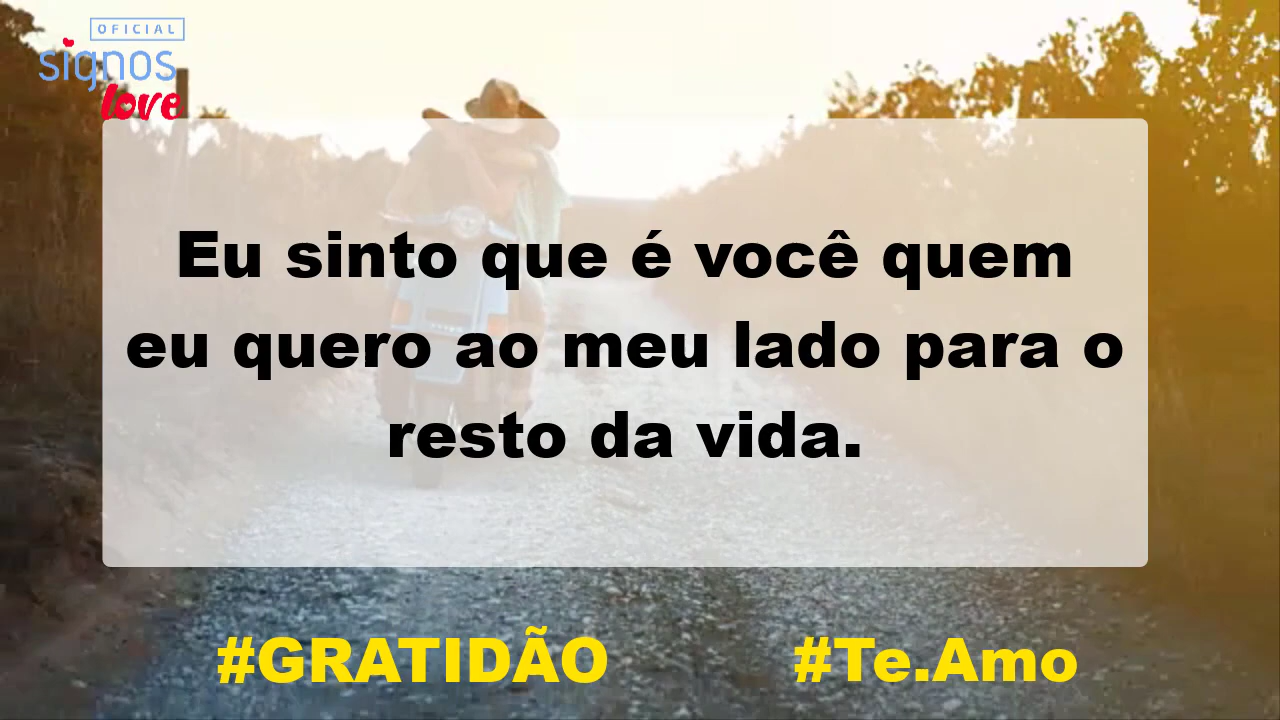 OFICIAL
signos
love
Eu sinto que é você quem
eu quero ao meu lado para o
resto da vida.
#GRATIDÃO #Te.Amo